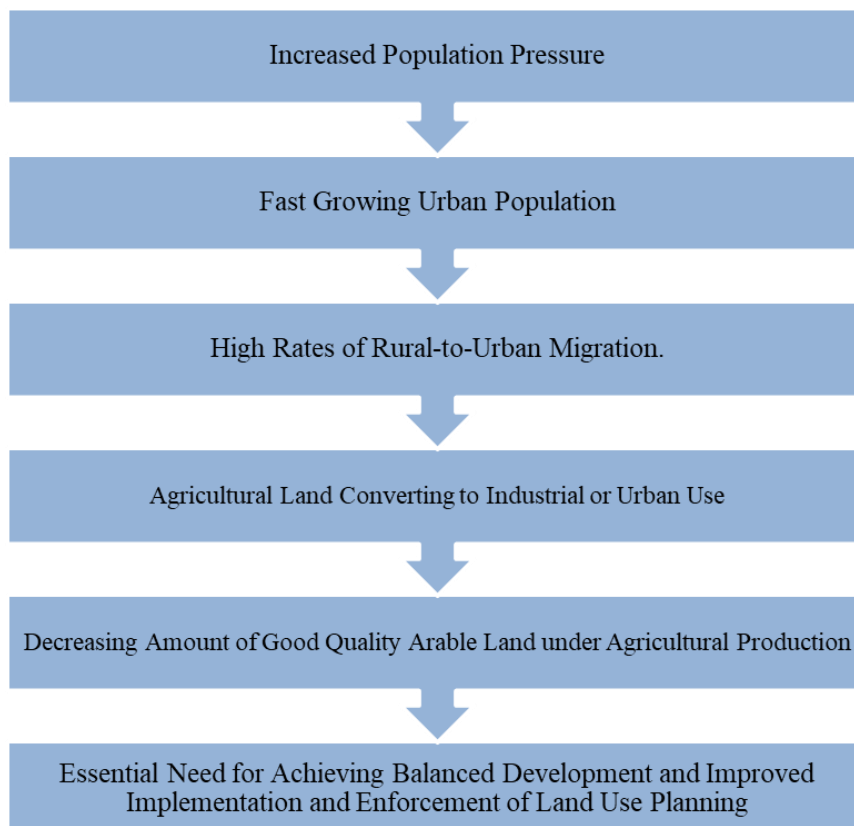 Increased Population Pressure
Fast Growing Urban Population
High Rates of Rural-to-Urban Migration.
Agricultural Land Converting to Industrial or Urban Use
Decreasing Amount of Good Quality Arable Land under Agricultural Production
Essential Need for Achieving Balanced Development and Improved
Implementation and Enforcement of Land Use Planning